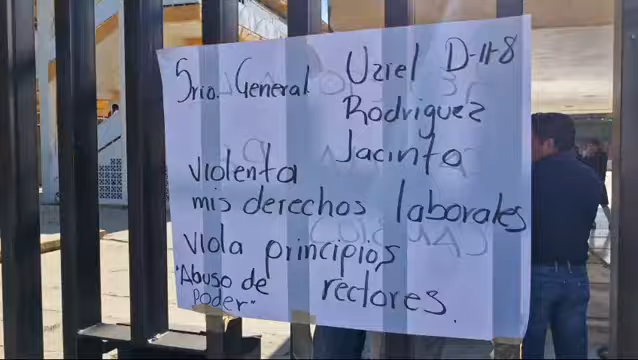 Srio. General Uziel D-II-8
Rodriguez
Jacinto
violenta
mis derechos laborales
viola principios
"Abuso de rectores.
Poder"